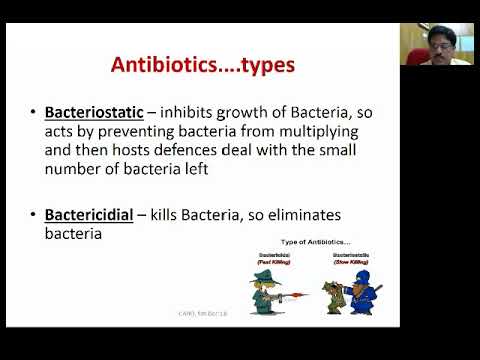 Antibiotics....types
• Bacteriostatic – inhibits growth of Bacteria, so
acts by preventing bacteria from multiplying
and then hosts defences deal with the small
number of bacteria left
• Bactericidial – kills Bacteria, so eliminates
bacteria
Type of Antibiotics...
Bactericidal Bacteriostatic
(Fast Killing) (Slow Killing)